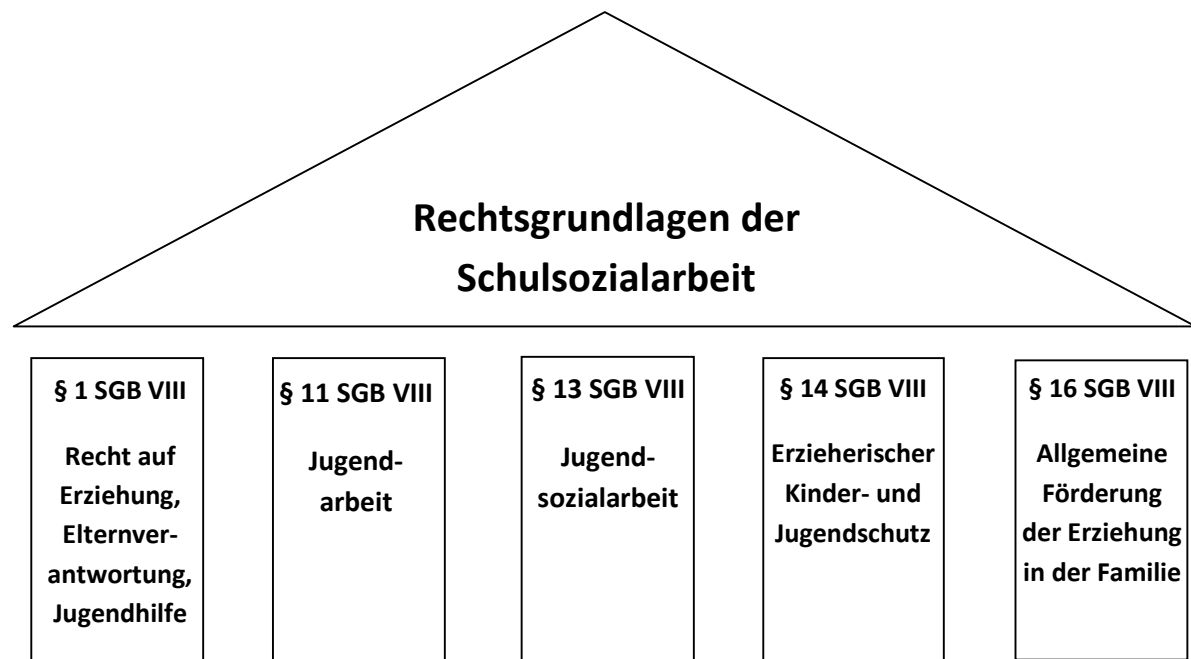 Rechtsgrundlagen der
Schulsozialarbeit
§ 1 SGB VIII
Recht auf
Erziehung,
Elternver-
antwortung,
Jugendhilfe
§ 11 SGB VIII
Jugend-
arbeit
§ 13 SGB VIII
Jugend-
sozialarbeit
§ 14 SGB VIII
Erzieherischer
Kinder- und
Jugendschutz
§ 16 SGB VIII
Allgemeine
Förderung
der Erziehung
in der Familie